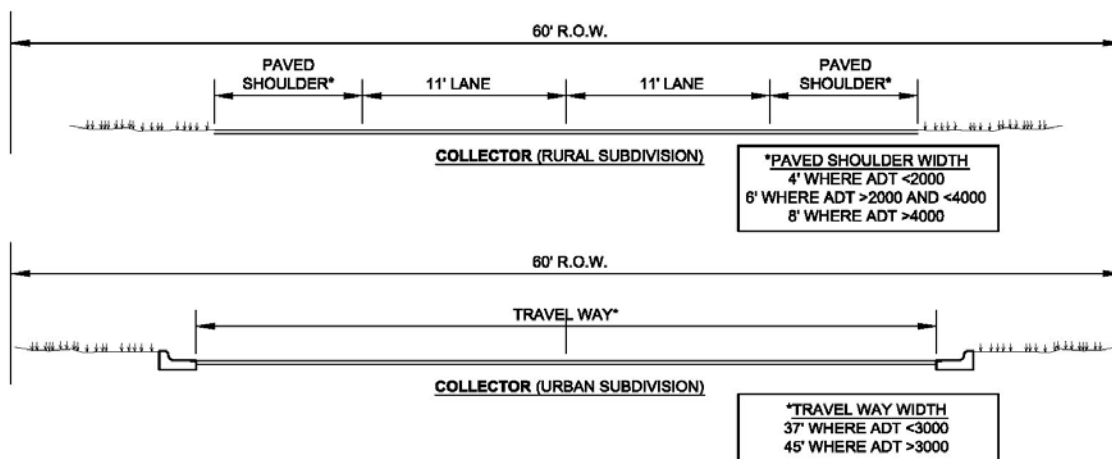 60' R.O.W.
PAVED
SHOULDER*
11' LANE
11' LANE
PAVED
SHOULDER*
COLLECTOR (RURAL SUBDIVISION)
*PAVED SHOULDER WIDTH
4' WHERE ADT <2000
6' WHERE ADT >2000 AND <4000
8' WHERE ADT >4000
60' R.O.W.
TRAVEL WAY*
COLLECTOR (URBAN SUBDIVISION)
*TRAVEL WAY WIDTH
37' WHERE ADT <3000
45' WHERE ADT >3000